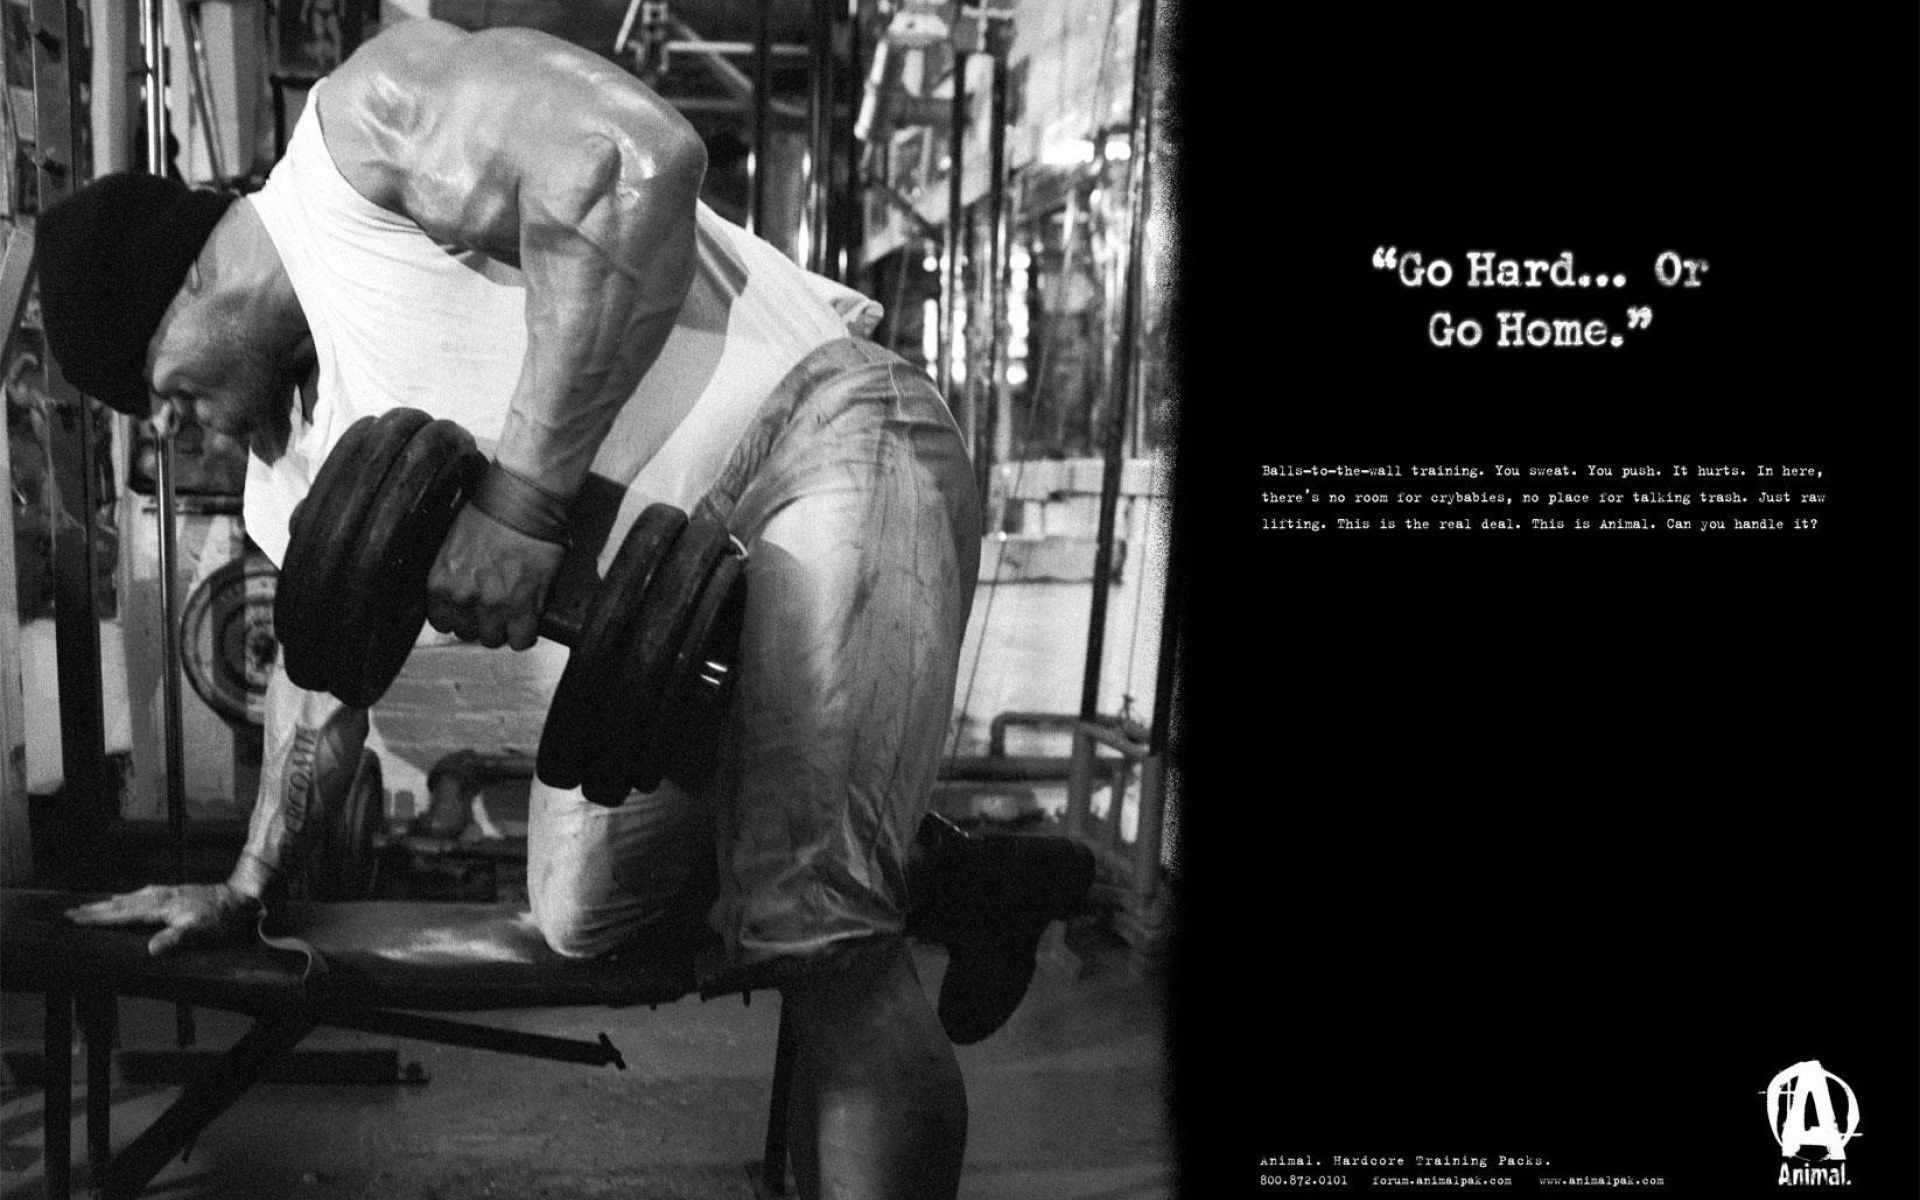 “Go Hard... Or
Go Home.”
Balls-to-the-wall training. You sweat. You push. It hurts. In here,
there's no room for crybabies, no place for talking trash. Just raw
lifting. This is the real deal. This is Animal. Can you handle it?
Animal. Hardcore Training Packs.
800.872.0101 forum.animalpak.com www.animalpak.com
A
Animal.